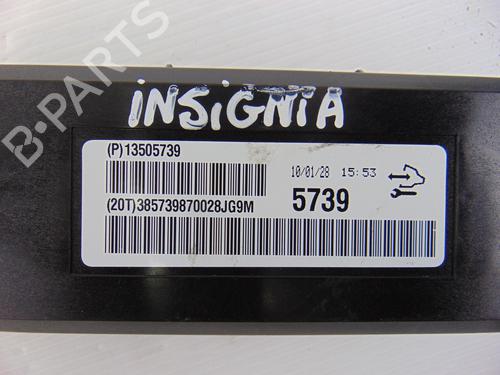 B-PARTS
iNSiGNiA
(P)13505739
10/01/28 15:53
(20T)385739870028JG9M
5739